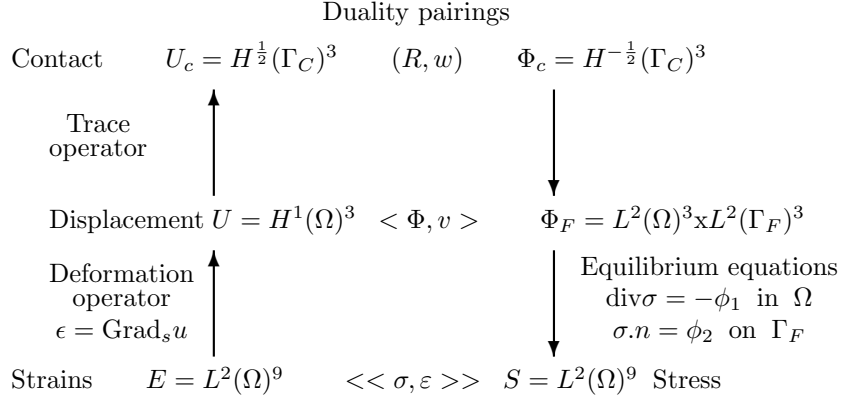 Duality pairings
Contact U_c = H^{\frac{1}{2}}(Γ_C)^3 (R, w) Φ_c = H^{-\frac{1}{2}}(Γ_C)^3
Trace
operator
Displacement U = H^1(Ω)^3 < Φ, v > Φ_F = L^2(Ω)^3xL^2(Γ_F)^3
Deformation
operator
ϵ = Grad_s u
Equilibrium equations
divσ = −ϕ_1 in Ω
σ.n = ϕ_2 on Γ_F
Strains E = L^2(Ω)^9 << σ, ε >> S = L^2(Ω)^9 Stress